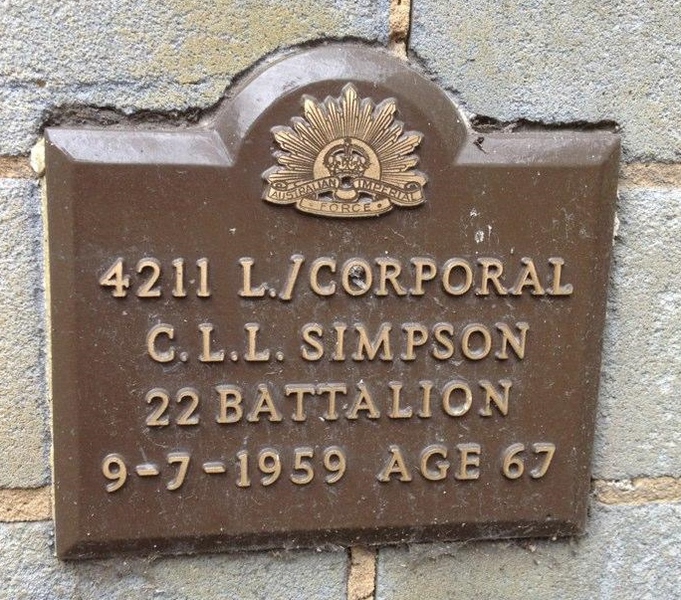 AUSTRALIAN IMPERIAL
FORCE
4211 L./CORPORAL
C.L.L. SIMPSON
22 BATTALION
9-7-1959 AGE 67